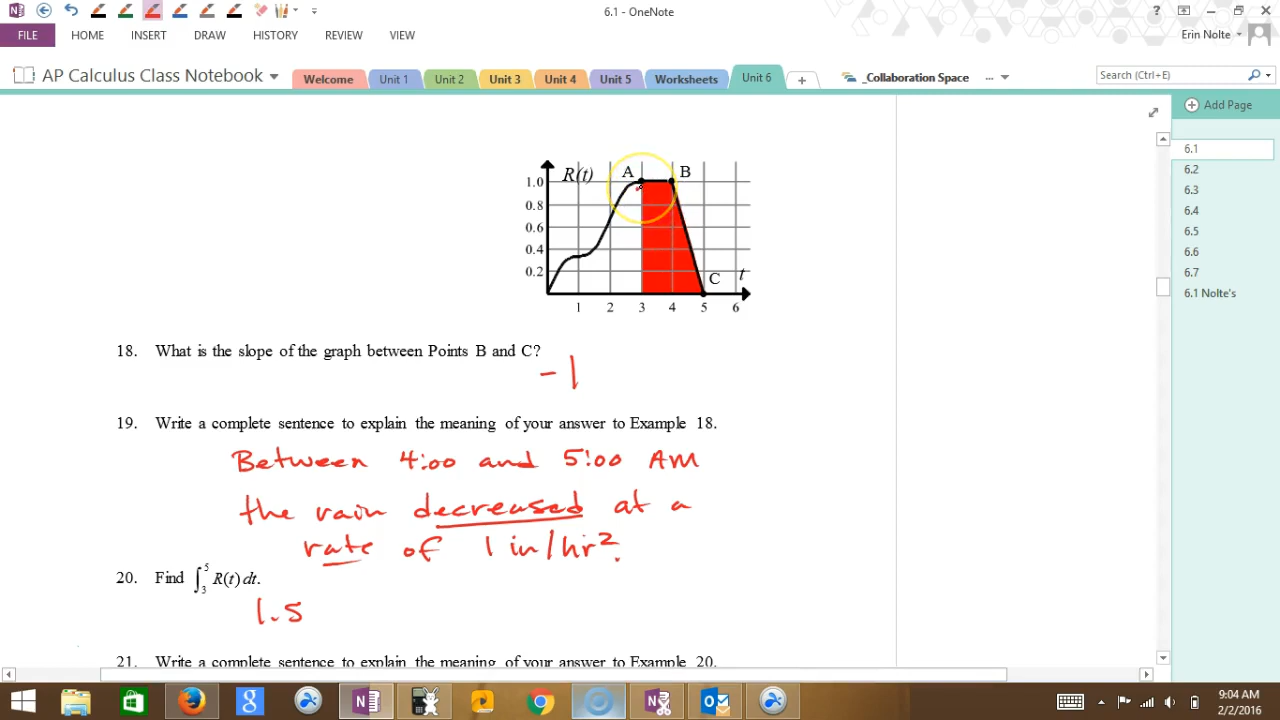 6.1 - OneNote
?
FILE HOME INSERT DRAW HISTORY REVIEW VIEW
Erin Nolte
AP Calculus Class Notebook
Welcome Unit 1 Unit 2 Unit 3 Unit 4 Unit 5 Worksheets Unit 6 + _Collaboration Space ...
Search (Ctrl+E)
Add Page
6.1
6.2
6.3
6.4
6.5
6.6
6.7
6.1 Nolte's
R(t) A B
1.0
0.8
0.6
0.4
0.2
C t
1 2 3 4 5 6
18. What is the slope of the graph between Points B and C?
-1
19. Write a complete sentence to explain the meaning of your answer to Example 18.
Between 4:00 and 5:00 AM
the rain decreased at a
rate of 1 in/hr².
20. Find ∫₃⁵ R(t) dt.
1.5
21. Write a complete sentence to explain the meaning of your answer to Example 20.
9:04 AM
2/2/2016